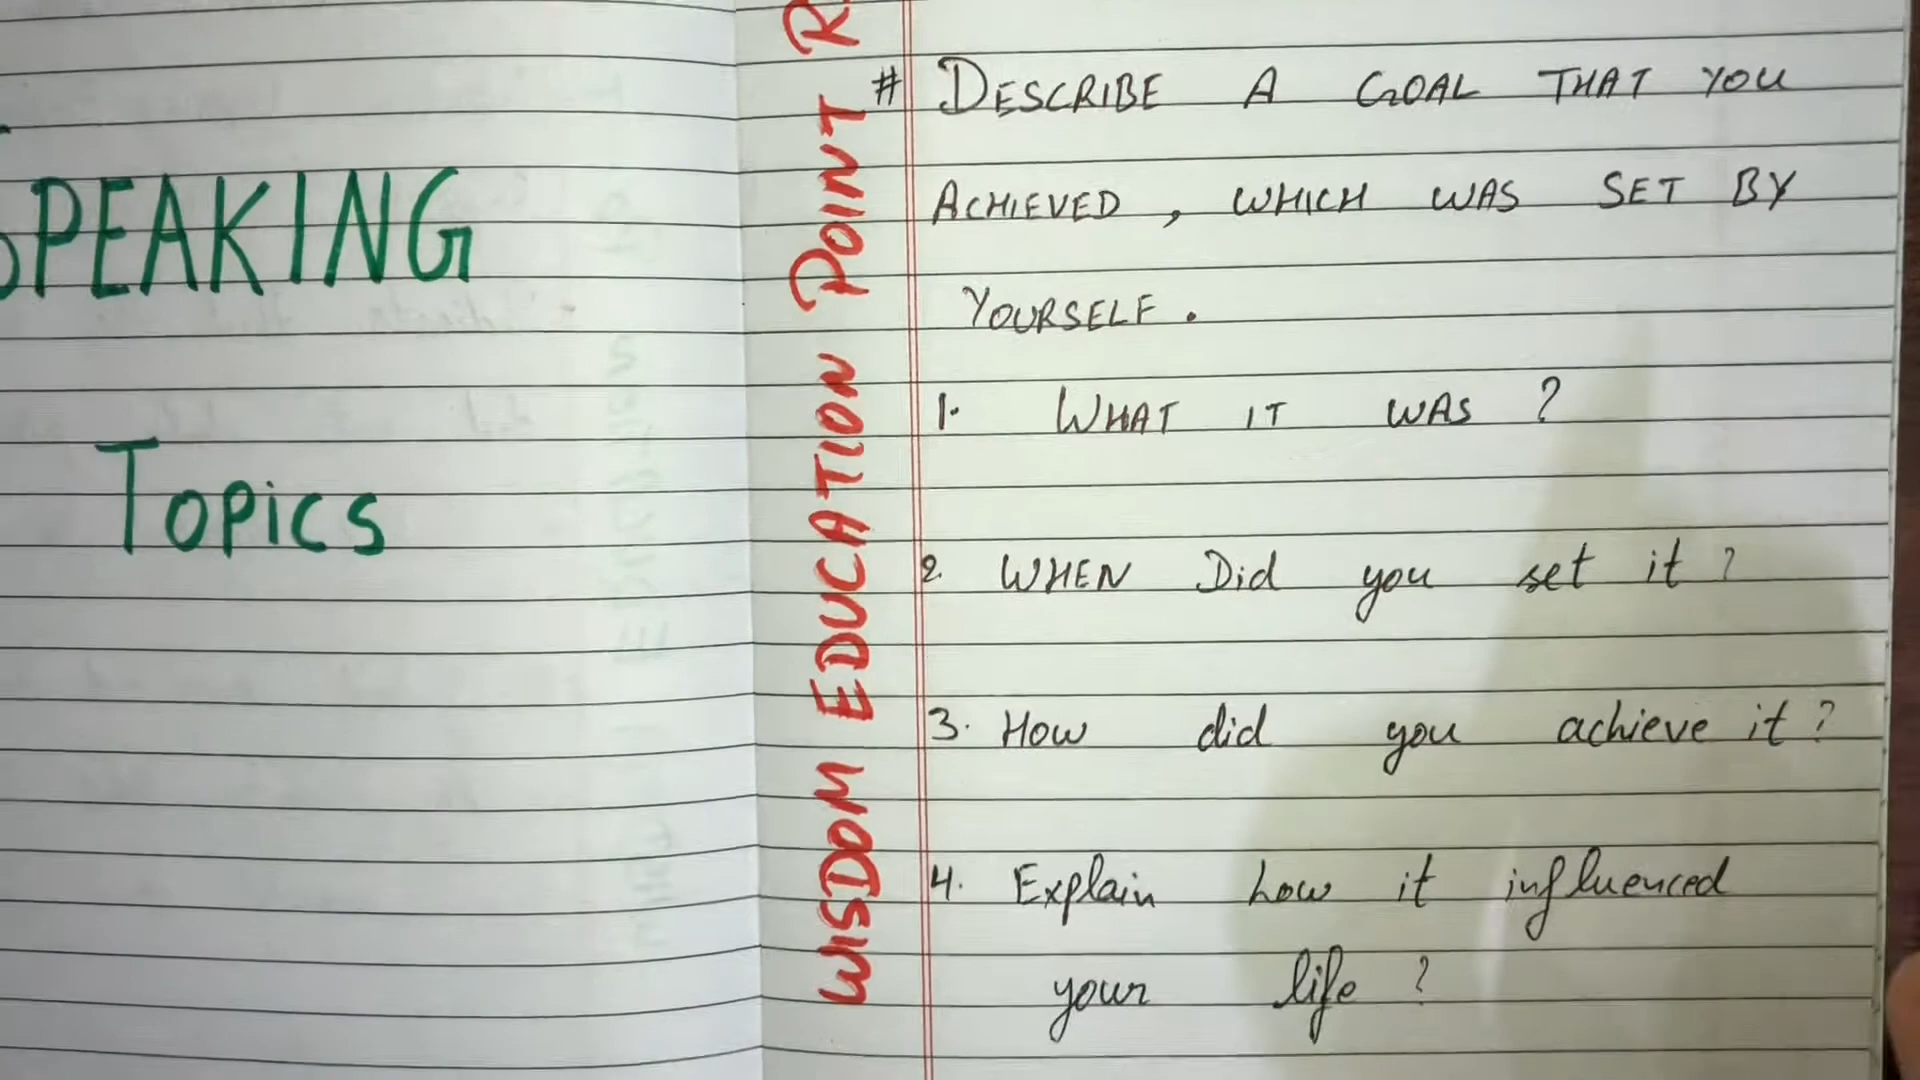 SPEAKING
Topics
WISDOM EDUCATION POINT R
# DESCRIBE A GOAL THAT YOU
ACHIEVED, WHICH WAS SET BY
YOURSELF.
1. WHAT IT WAS ?
2. WHEN Did you set it ?
3. How did you achieve it ?
4. Explain how it influenced
your life ?